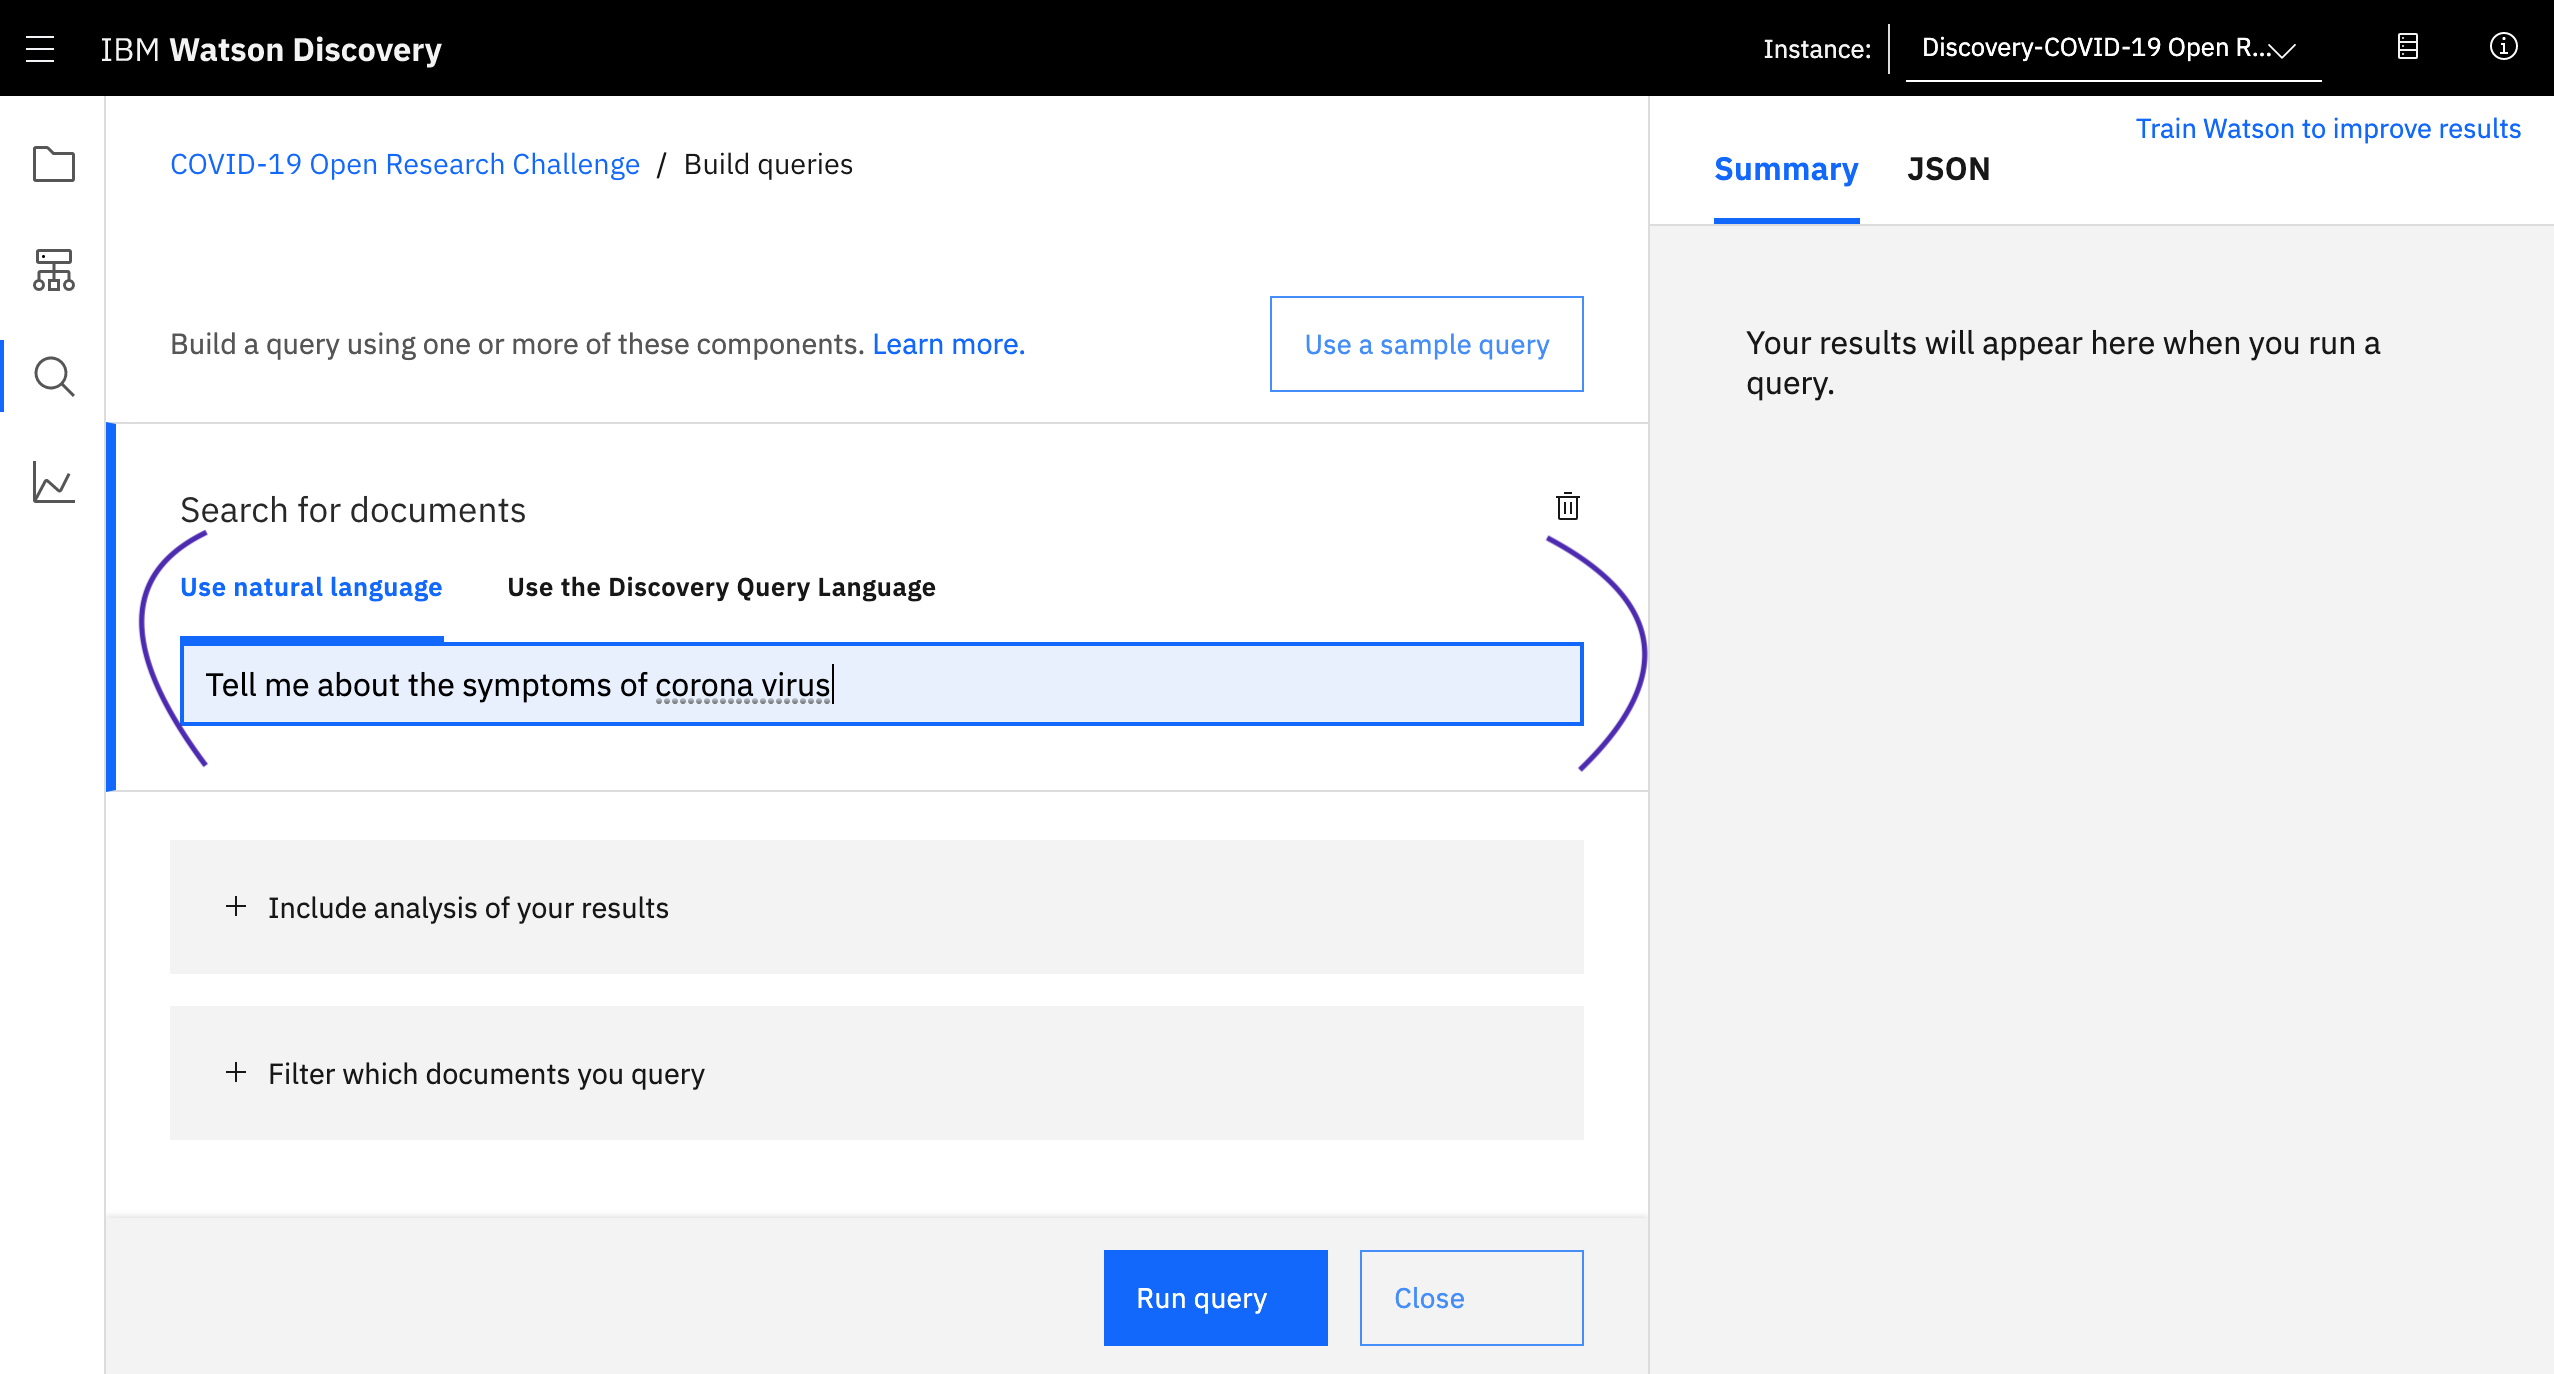 IBM Watson Discovery
Instance: Discovery-COVID-19 Open R...
COVID-19 Open Research Challenge / Build queries
Train Watson to improve results
Summary JSON
Build a query using one or more of these components. Learn more.
Use a sample query
Your results will appear here when you run a
query.
Search for documents
Use natural language Use the Discovery Query Language
Tell me about the symptoms of corona virus
+ Include analysis of your results
+ Filter which documents you query
Run query Close